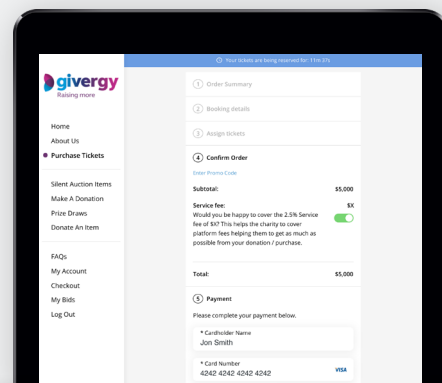 Your tickets are being reserved for: 11m 37s
givergy
Raising more
Home
About Us
Purchase Tickets
Silent Auction Items
Make A Donation
Prize Draws
Donate An Item
FAQs
My Account
Checkout
My Bids
Log Out
1 Order Summary
2 Booking details
3 Assign tickets
4 Confirm Order
Enter Promo Code
Subtotal: $5,000
Service fee: $X
Would you be happy to cover the 2.5% Service
fee of $X? This helps the charity to cover
platform fees helping them to get as much as
possible from your donation / purchase.
Total: $5,000
5 Payment
Please complete your payment below.
* Cardholder Name
Jon Smith
* Card Number
4242 4242 4242 4242 VISA